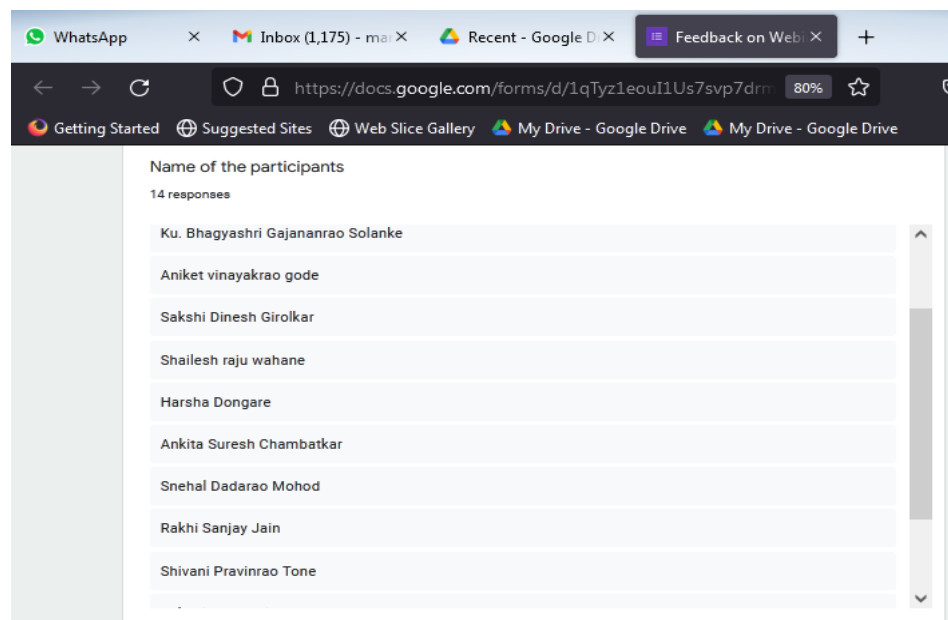 WhatsApp
Inbox (1,175) - mai
Recent - Google D
Feedback on Webi
https://docs.google.com/forms/d/1qTyz1eouI1Us7svp7drm
80%
Getting Started Suggested Sites Web Slice Gallery My Drive - Google Drive My Drive - Google Drive
Name of the participants
14 responses
Ku. Bhagyashri Gajananrao Solanke
Aniket vinayakrao gode
Sakshi Dinesh Girolkar
Shailesh raju wahane
Harsha Dongare
Ankita Suresh Chambatkar
Snehal Dadarao Mohod
Rakhi Sanjay Jain
Shivani Pravinrao Tone